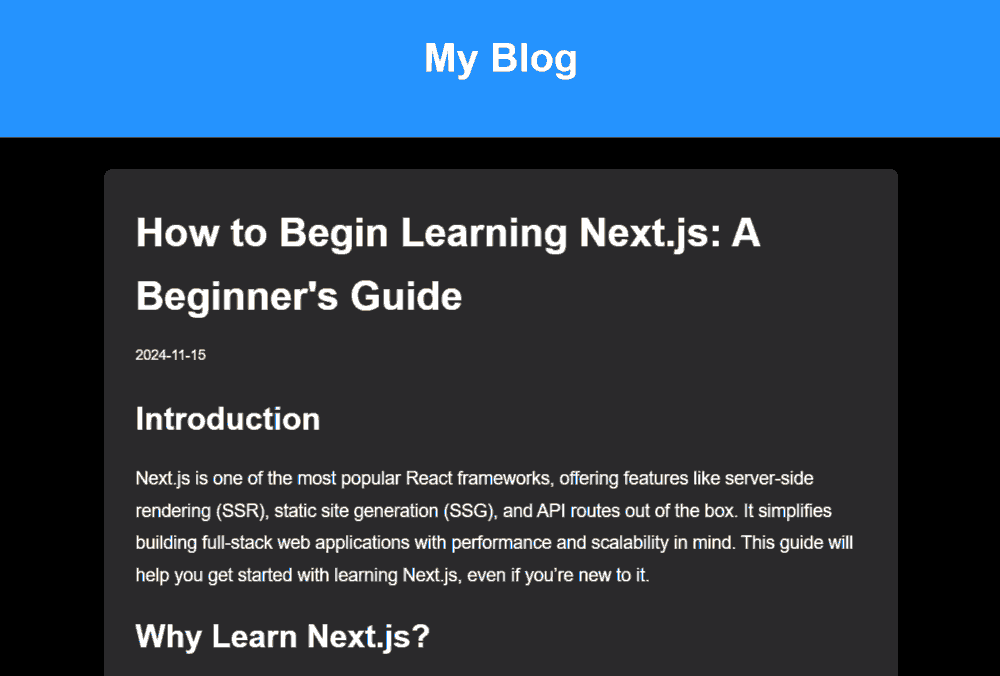 My Blog
How to Begin Learning Next.js: A
Beginner's Guide
2024-11-15
Introduction
Next.js is one of the most popular React frameworks, offering features like server-side
rendering (SSR), static site generation (SSG), and API routes out of the box. It simplifies
building full-stack web applications with performance and scalability in mind. This guide will
help you get started with learning Next.js, even if you’re new to it.
Why Learn Next.js?